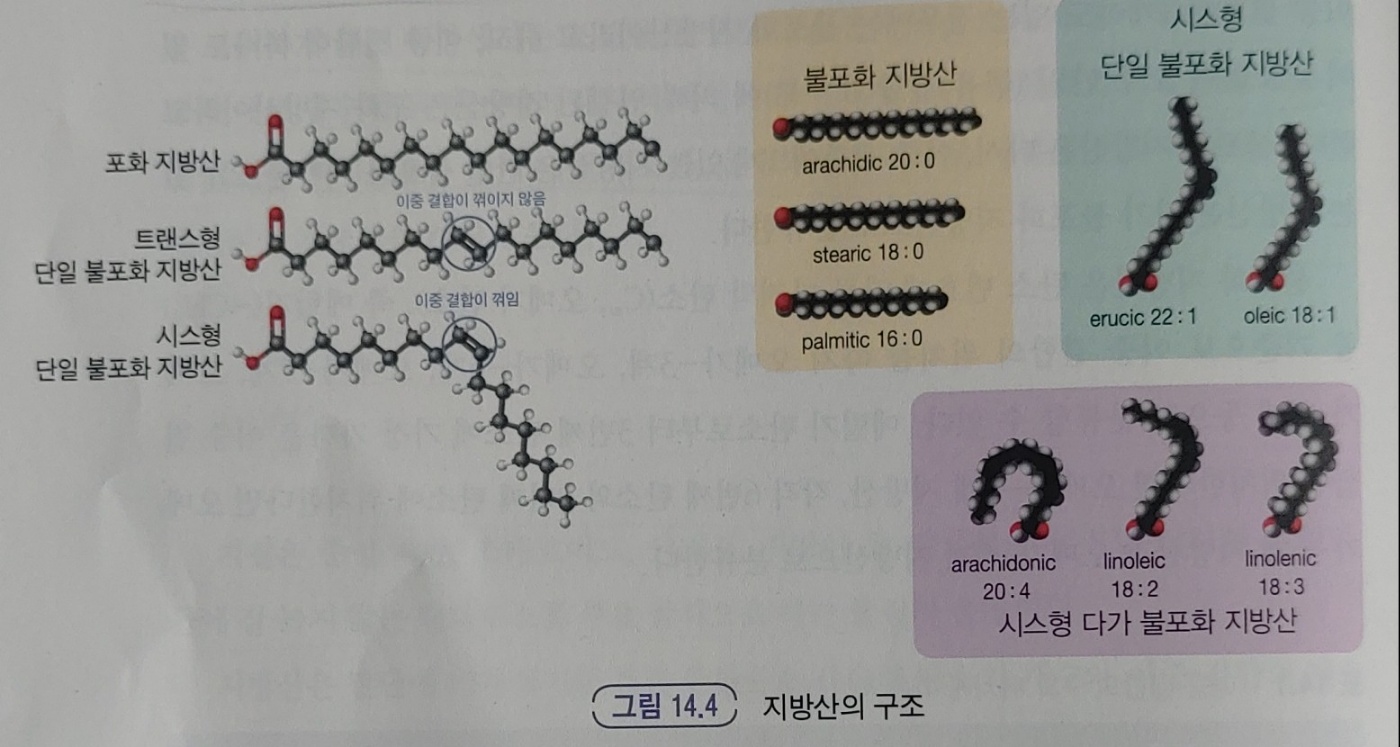 포화 지방산
이중 결합이 꺾이지 않음
트랜스형
단일 불포화 지방산
이중 결합이 꺾임
시스형
단일 불포화 지방산
불포화 지방산
arachidic 20:0
stearic 18:0
palmitic 16:0
시스형
단일 불포화 지방산
erucic 22:1
oleic 18:1
arachidonic
20:4
linoleic
18:2
linolenic
18:3
시스형 다가 불포화 지방산
그림 14.4 지방산의 구조